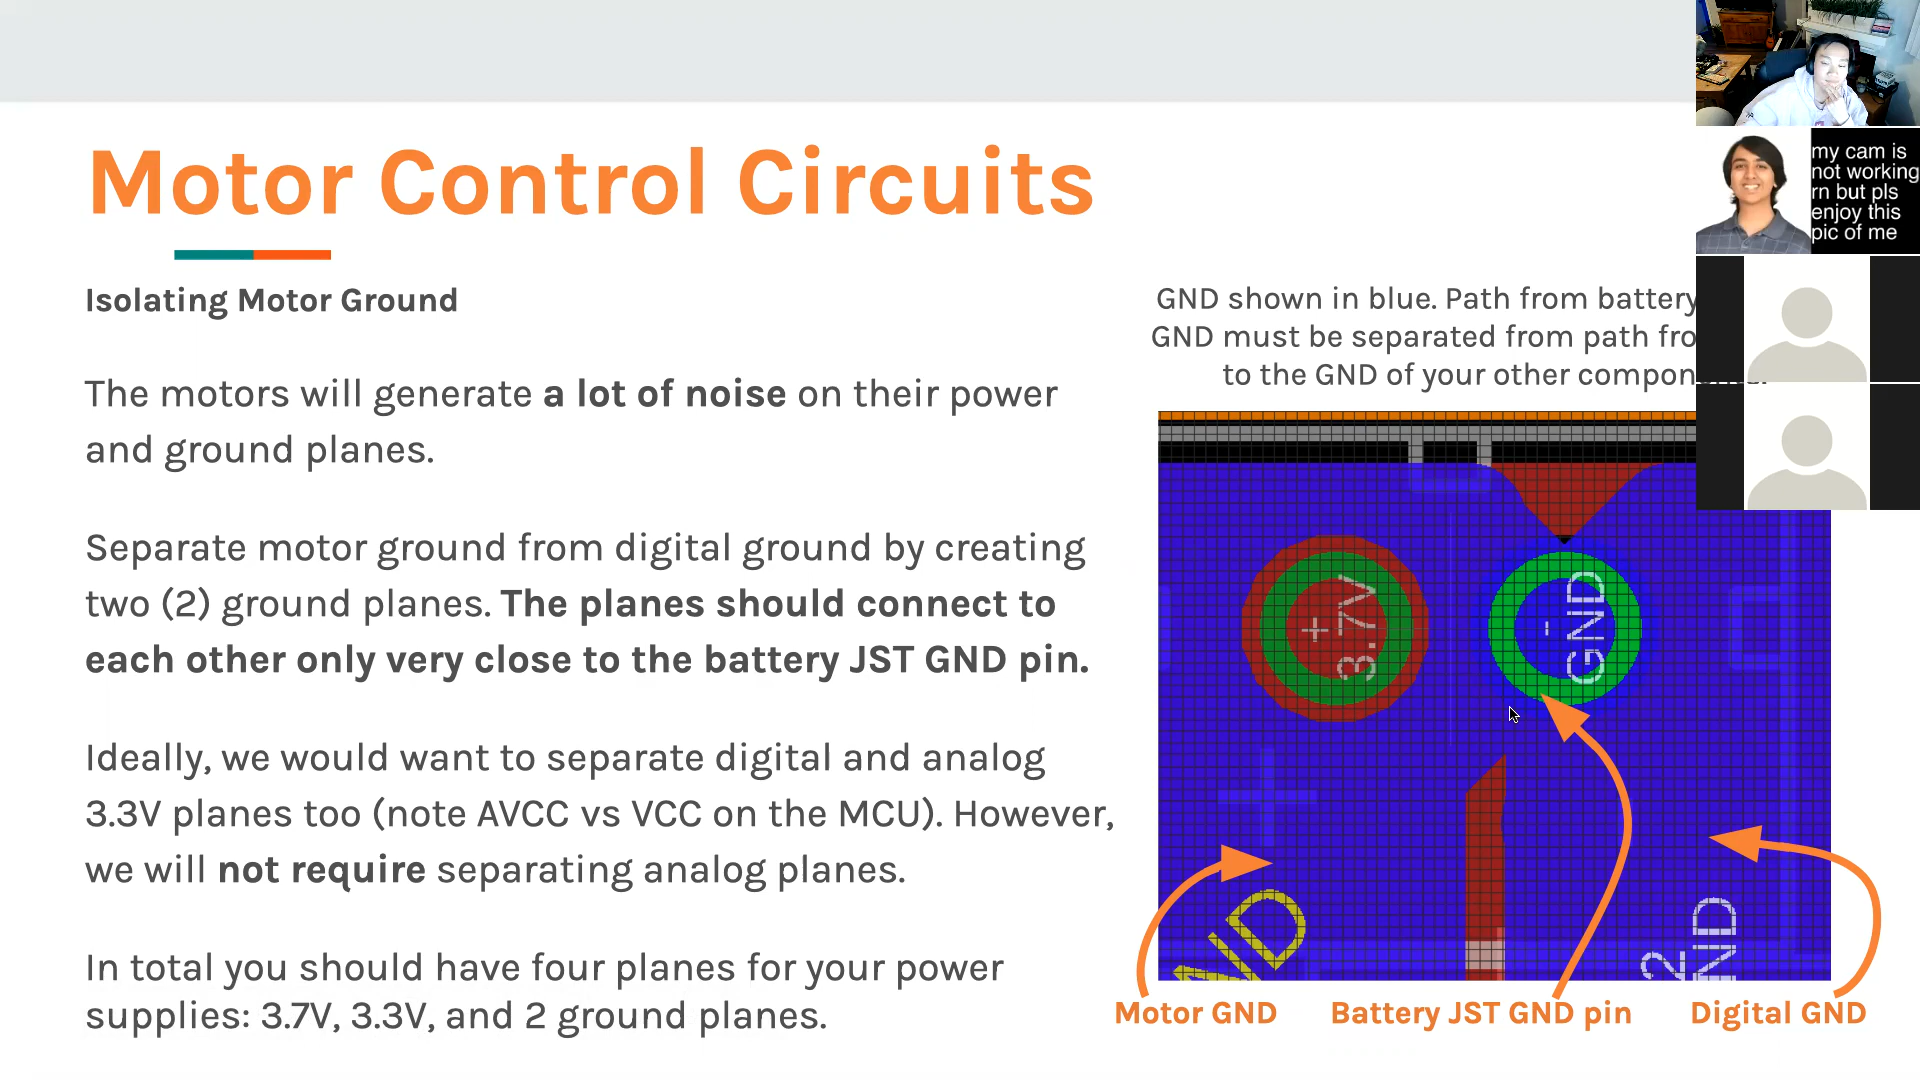 Motor Control Circuits
Isolating Motor Ground
The motors will generate a lot of noise on their power
and ground planes.
Separate motor ground from digital ground by creating
two (2) ground planes. The planes should connect to
each other only very close to the battery JST GND pin.
Ideally, we would want to separate digital and analog
3.3V planes too (note AVCC vs VCC on the MCU). However,
we will not require separating analog planes.
In total you should have four planes for your power
supplies: 3.7V, 3.3V, and 2 ground planes.
GND shown in blue. Path from battery
GND must be separated from path
to the GND of your other
+
3.7V
-
GND
ND
2
ND
Motor GND
Battery JST GND pin
Digital GND
my cam is
not working
rn but pls
enjoy this
pic of me